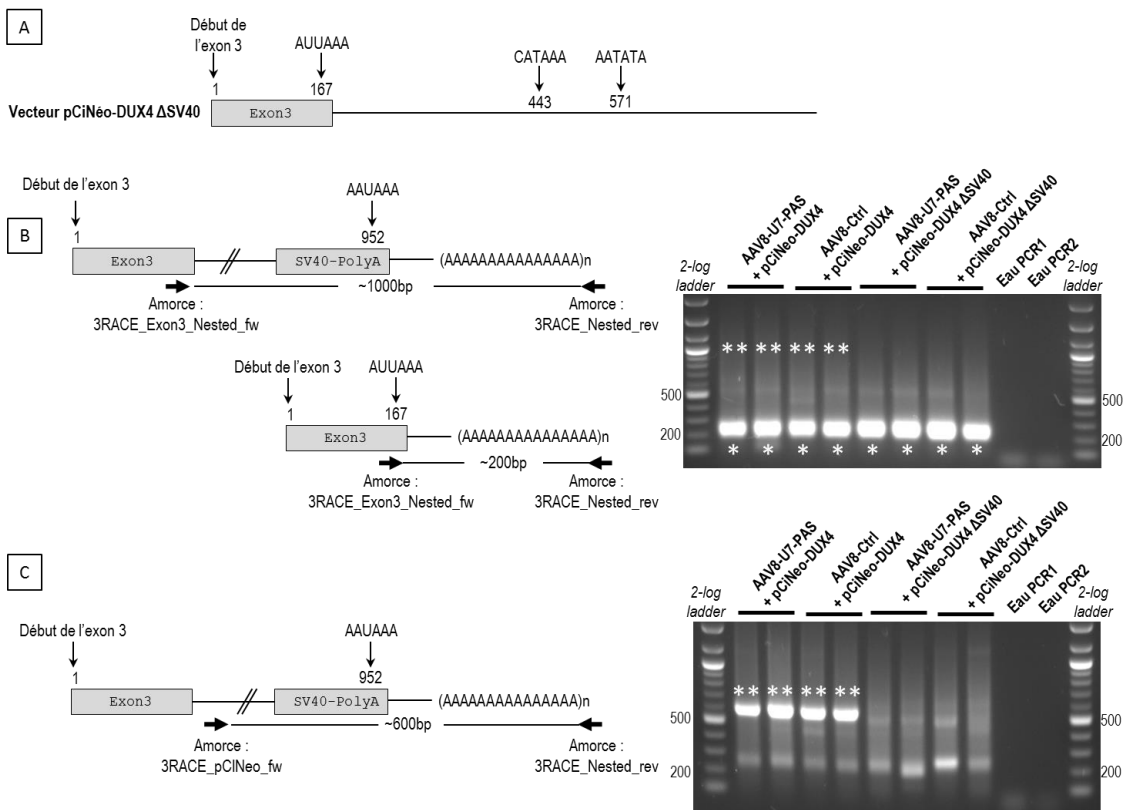 A
Début de
l'exon 3
AUUAAA
CATAAA
AATATA
1
167
443
571
Vecteur pCiNéo-DUX4 ΔSV40
Exon3
B
Début de l'exon 3
AAUAAA
1
952
Exon3
SV40-PolyA
(AAAAAAAAAAAAAAA)n
~1000bp
Amorce :
3RACE_Exon3_Nested_fw
Amorce :
3RACE_Nested_rev
Début de l'exon 3
AUUAAA
1
167
Exon3
(AAAAAAAAAAAAAAA)n
~200bp
Amorce :
3RACE_Exon3_Nested_fw
Amorce :
3RACE_Nested_rev
2-log
ladder
AAV8-U7-PAS
+ pCiNeo-DUX4
AAV8-Ctrl
+ pCiNeo-DUX4
AAV8-U7-PAS
+ pCiNeo-DUX4 ΔSV40
AAV8-Ctrl
+ pCiNeo-DUX4 ΔSV40
Eau PCR1
Eau PCR2
2-log
ladder
** ** ** **
500
500
200
200
* * * * * * * *
C
Début de l'exon 3
AAUAAA
1
952
Exon3
SV40-PolyA
(AAAAAAAAAAAAAAA)n
~600bp
Amorce :
3RACE_pCINeo_fw
Amorce :
3RACE_Nested_rev
2-log
ladder
AAV8-U7-PAS
+ pCiNeo-DUX4
AAV8-Ctrl
+ pCiNeo-DUX4
AAV8-U7-PAS
+ pCiNeo-DUX4 ΔSV40
AAV8-Ctrl
+ pCiNeo-DUX4 ΔSV40
Eau PCR1
Eau PCR2
2-log
ladder
** ** ** **
500
500
200
200